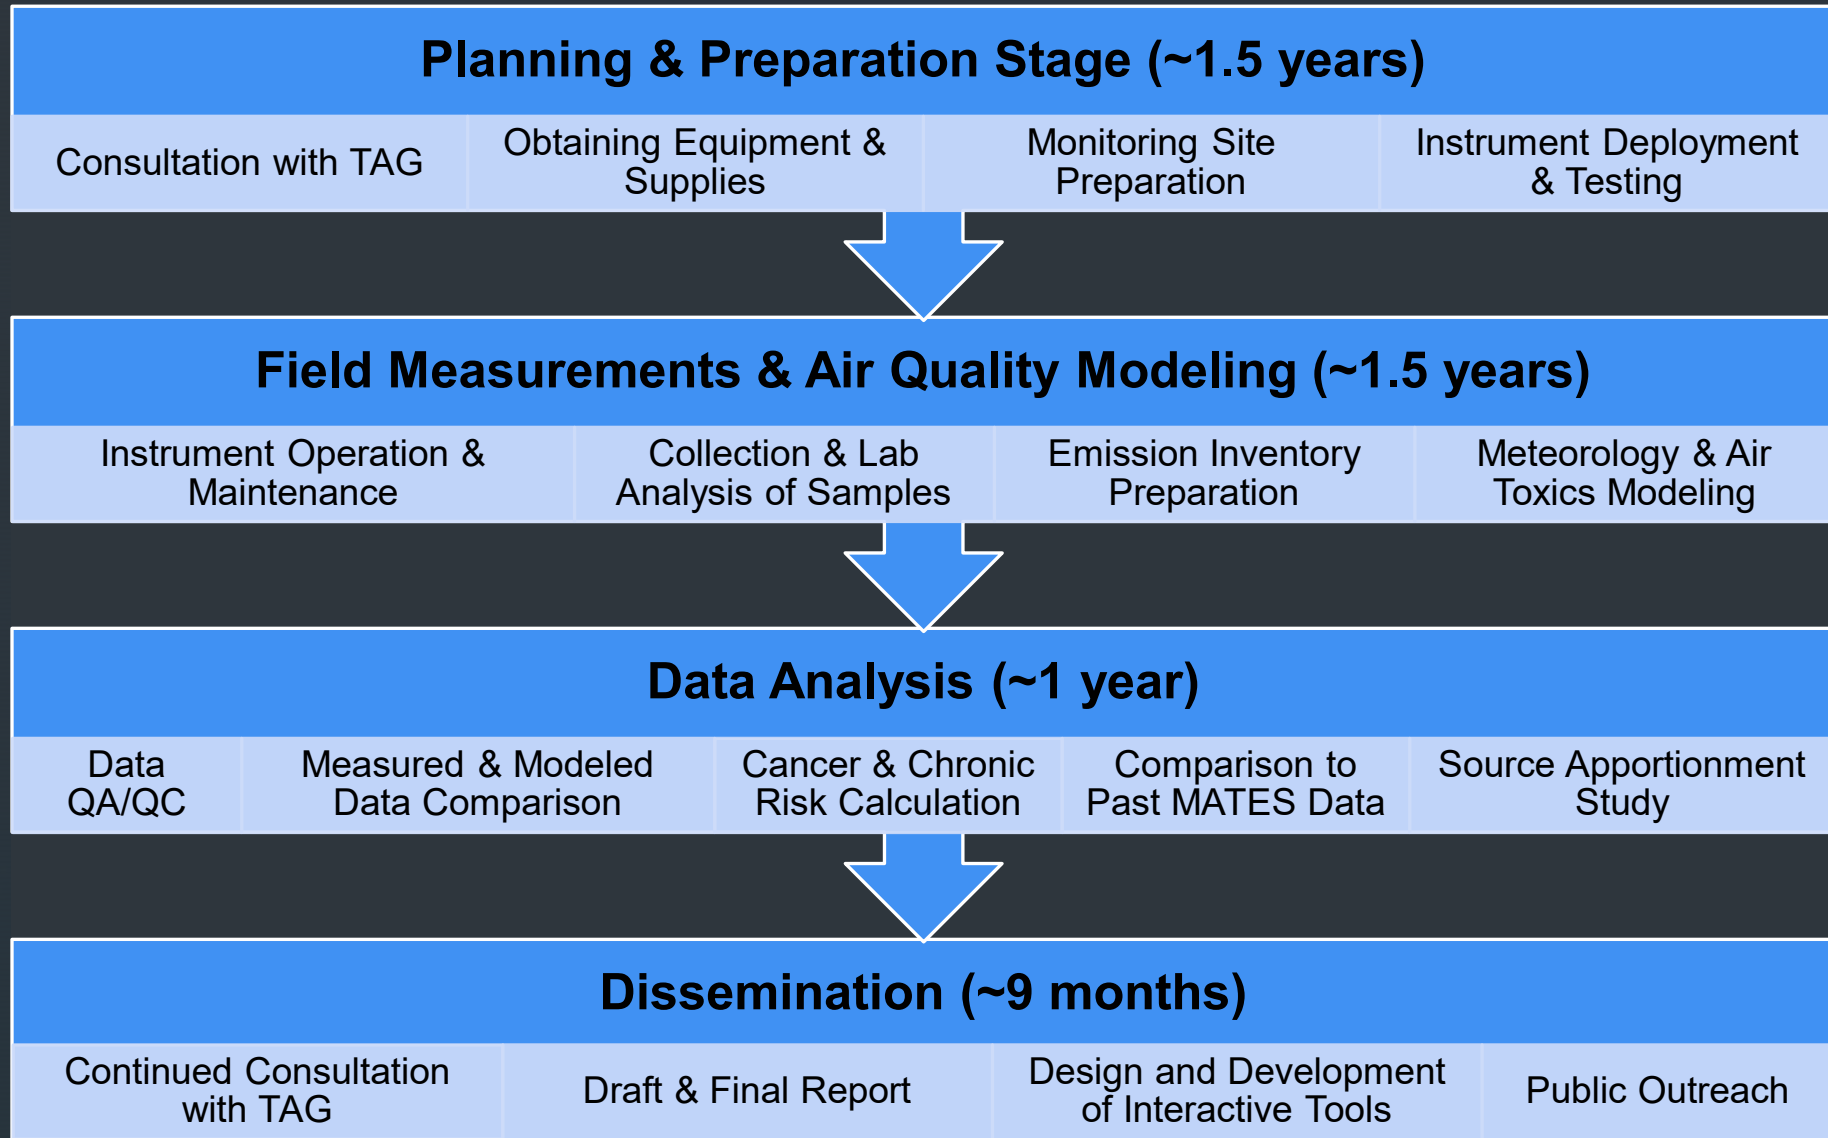 Planning & Preparation Stage (~1.5 years)
Consultation with TAG
Obtaining Equipment &
Supplies
Monitoring Site
Preparation
Instrument Deployment
& Testing
Field Measurements & Air Quality Modeling (~1.5 years)
Instrument Operation &
Maintenance
Collection & Lab
Analysis of Samples
Emission Inventory
Preparation
Meteorology & Air
Toxics Modeling
Data Analysis (~1 year)
Data
QA/QC
Measured & Modeled
Data Comparison
Cancer & Chronic
Risk Calculation
Comparison to
Past MATES Data
Source Apportionment
Study
Dissemination (~9 months)
Continued Consultation
with TAG
Draft & Final Report
Design and Development
of Interactive Tools
Public Outreach